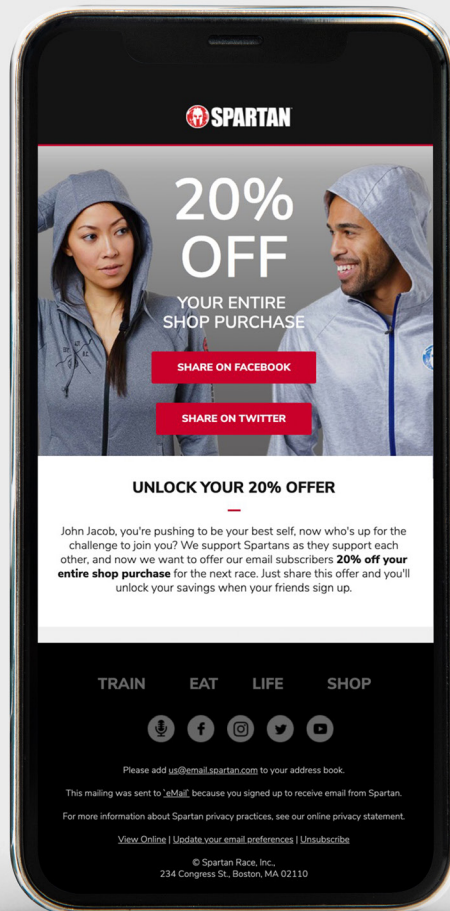 SPARTAN
20%
OFF
YOUR ENTIRE
SHOP PURCHASE
SHARE ON FACEBOOK
SHARE ON TWITTER
UNLOCK YOUR 20% OFFER
John Jacob, you're pushing to be your best self, now who's up for the
challenge to join you? We support Spartans as they support each
other, and now we want to offer our email subscribers 20% off your
entire shop purchase for the next race. Just share this offer and you'll
unlock your savings when your friends sign up.
TRAIN EAT LIFE SHOP
Please add us@email.spartan.com to your address book.
This mailing was sent to `eMail` because you signed up to receive email from Spartan.
For more information about Spartan privacy practices, see our online privacy statement.
View Online | Update your email preferences | Unsubscribe
© Spartan Race, Inc.,
234 Congress St., Boston, MA 02110